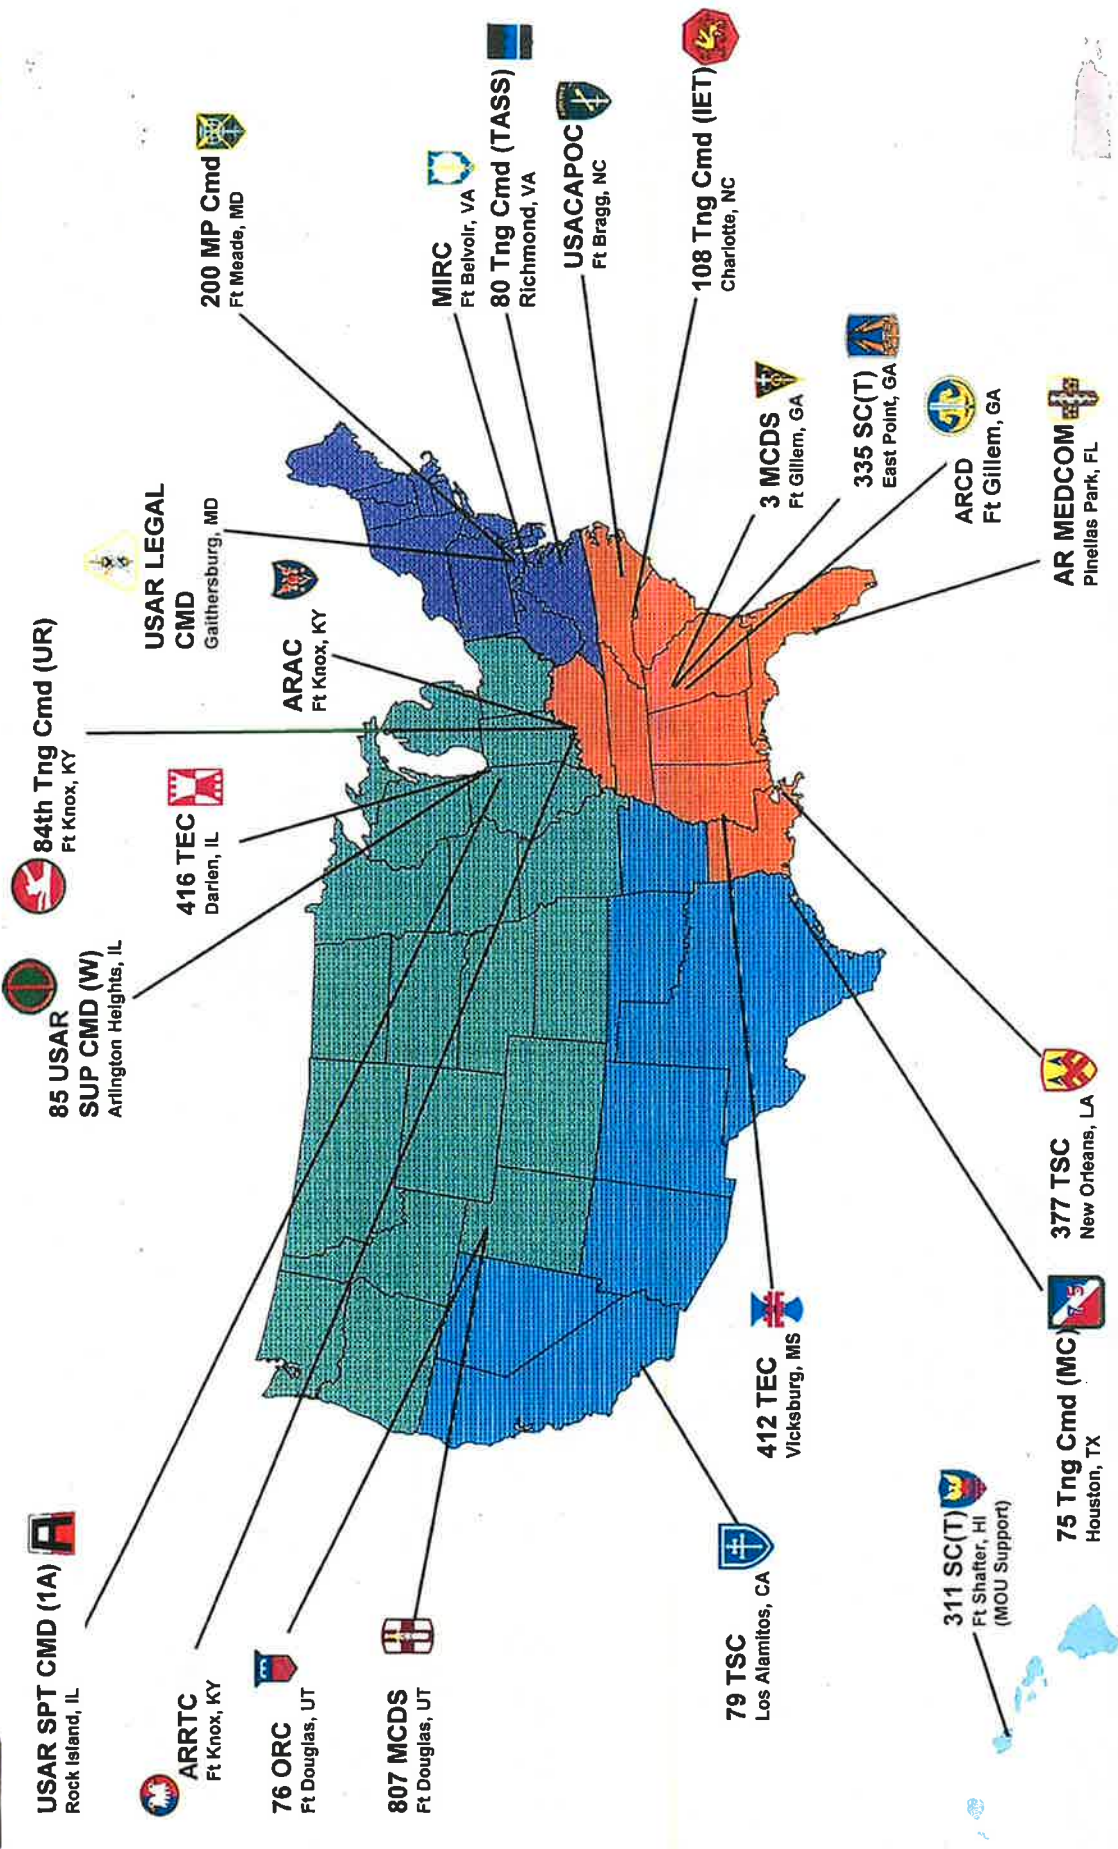 USAR SPT CMD (1A)
Rock Island, IL
85 USAR
SUP CMD (W)
Arlington Heights, IL
84th Tng Cmd (UR)
Ft Knox, KY
416 TEC
Darien, IL
USAR LEGAL
CMD
Gaithersburg, MD
ARAC
Ft Knox, KY
200 MP Cmd
Ft Meade, MD
ARRTC
Ft Knox, KY
76 ORC
Ft Douglas, UT
807 MCDS
Ft Douglas, UT
MIRC
Ft Belvoir, VA
80 Tng Cmd (TASS)
Richmond, VA
USACAPOC
Ft Bragg, NC
108 Tng Cmd (IET)
Charlotte, NC
79 TSC
Los Alamitos, CA
412 TEC
Vicksburg, MS
3 MCDS
Ft Gillem, GA
335 SC(T)
East Point, GA
ARCD
Ft Gillem, GA
AR MEDCOM
Pinellas Park, FL
311 SC(T)
Ft Shafter, HI
(MOU Support)
75 Tng Cmd (MC)
Houston, TX
75
377 TSC
New Orleans, LA